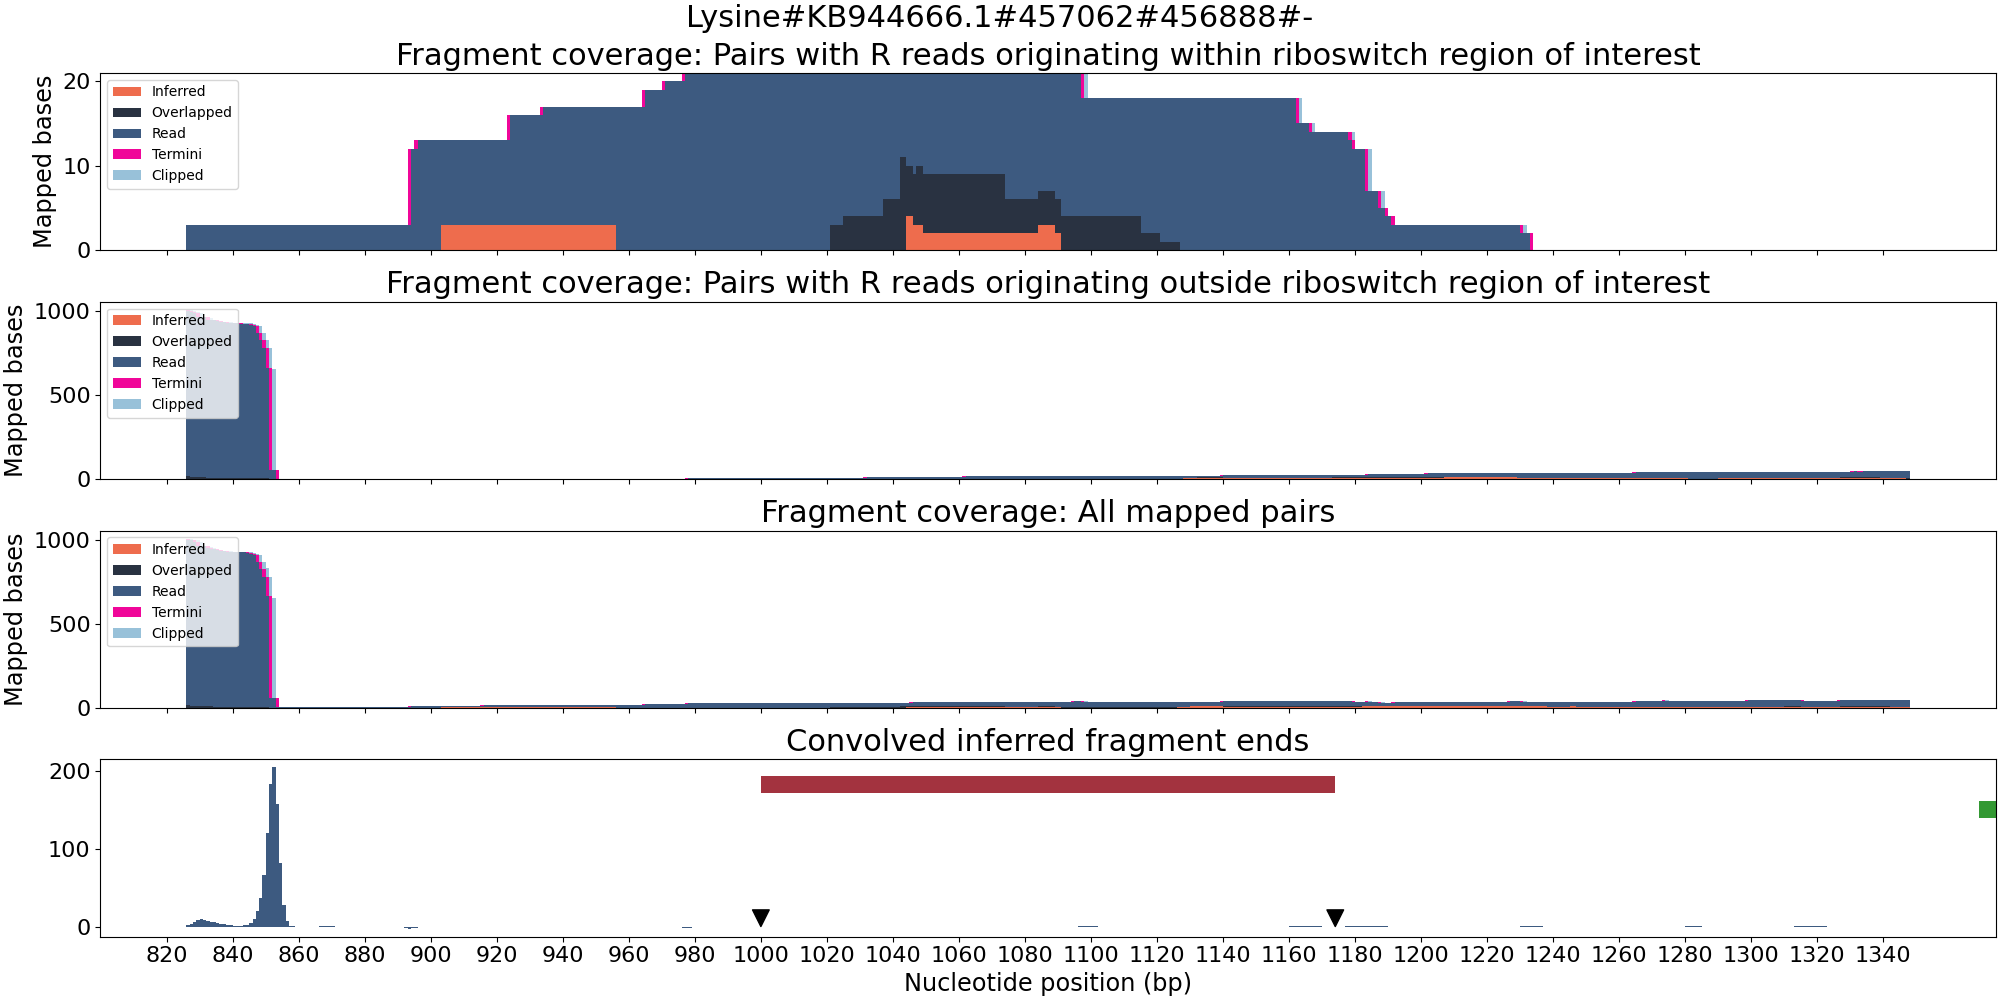 Lysine#KB944666.1#457062#456888#-
Fragment coverage: Pairs with R reads originating within riboswitch region of interest
Mapped bases
20
10
0
Inferred
Overlapped
Read
Termini
Clipped
Fragment coverage: Pairs with R reads originating outside riboswitch region of interest
Mapped bases
1000
500
0
Inferred
Overlapped
Read
Termini
Clipped
Fragment coverage: All mapped pairs
Mapped bases
1000
500
0
Inferred
Overlapped
Read
Termini
Clipped
Convolved inferred fragment ends
200
100
0
820 840 860 880 900 920 940 960 980 1000 1020 1040 1060 1080 1100 1120 1140 1160 1180 1200 1220 1240 1260 1280 1300 1320 1340
Nucleotide position (bp)